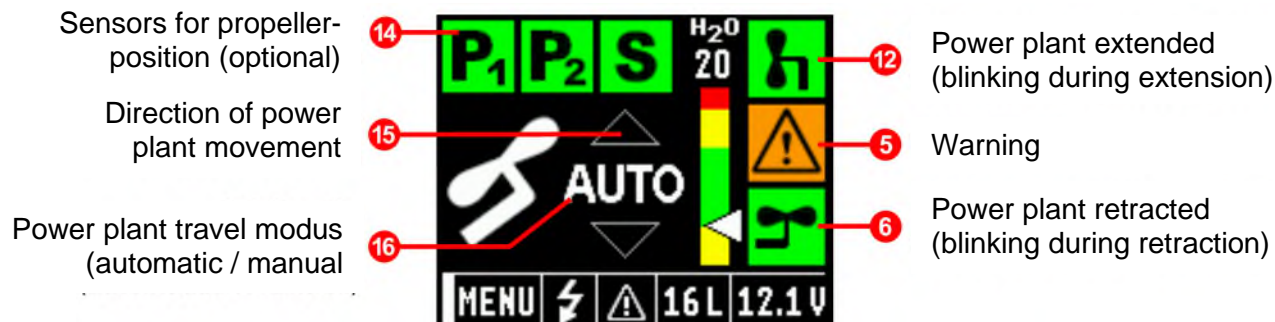 Sensors for propeller-
position (optional)
14
P1 P2 S
H2O
20
12
Power plant extended
(blinking during extension)
Direction of power
plant movement
15
5
Warning
AUTO
Power plant travel modus
(automatic / manual
16
6
Power plant retracted
(blinking during retraction)
MENU 16 L 12.1 V